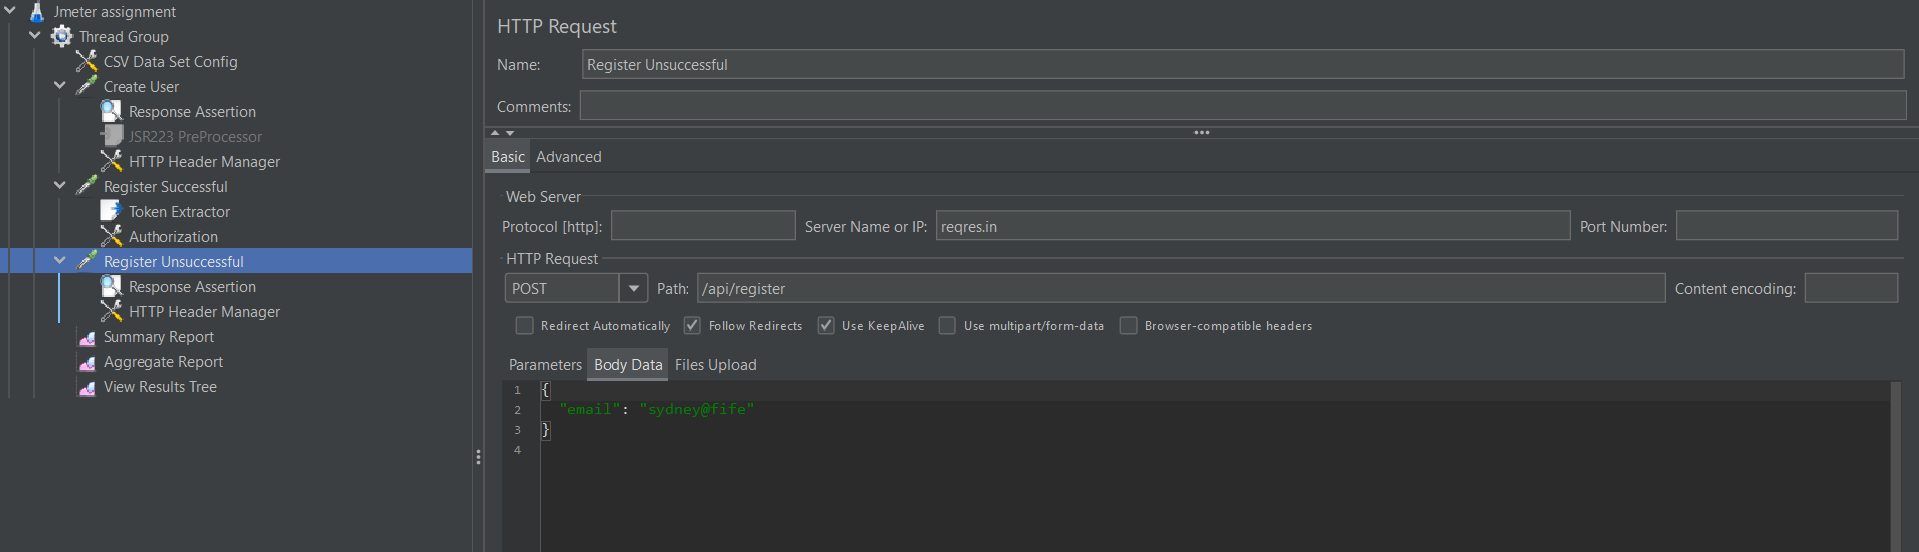 Jmeter assignment
Thread Group
CSV Data Set Config
Create User
Response Assertion
JSR223 PreProcessor
HTTP Header Manager
Register Successful
Token Extractor
Authorization
Register Unsuccessful
Response Assertion
HTTP Header Manager
Summary Report
Aggregate Report
View Results Tree
HTTP Request
Name: Register Unsuccessful
Comments:
Basic Advanced
Web Server
Protocol [http]: Server Name or IP: reqres.in Port Number:
HTTP Request
POST Path: /api/register Content encoding:
Redirect Automatically Follow Redirects Use KeepAlive Use multipart/form-data Browser-compatible headers
Parameters Body Data Files Upload
1 {
2 "email": "sydney@fife"
3 }
4